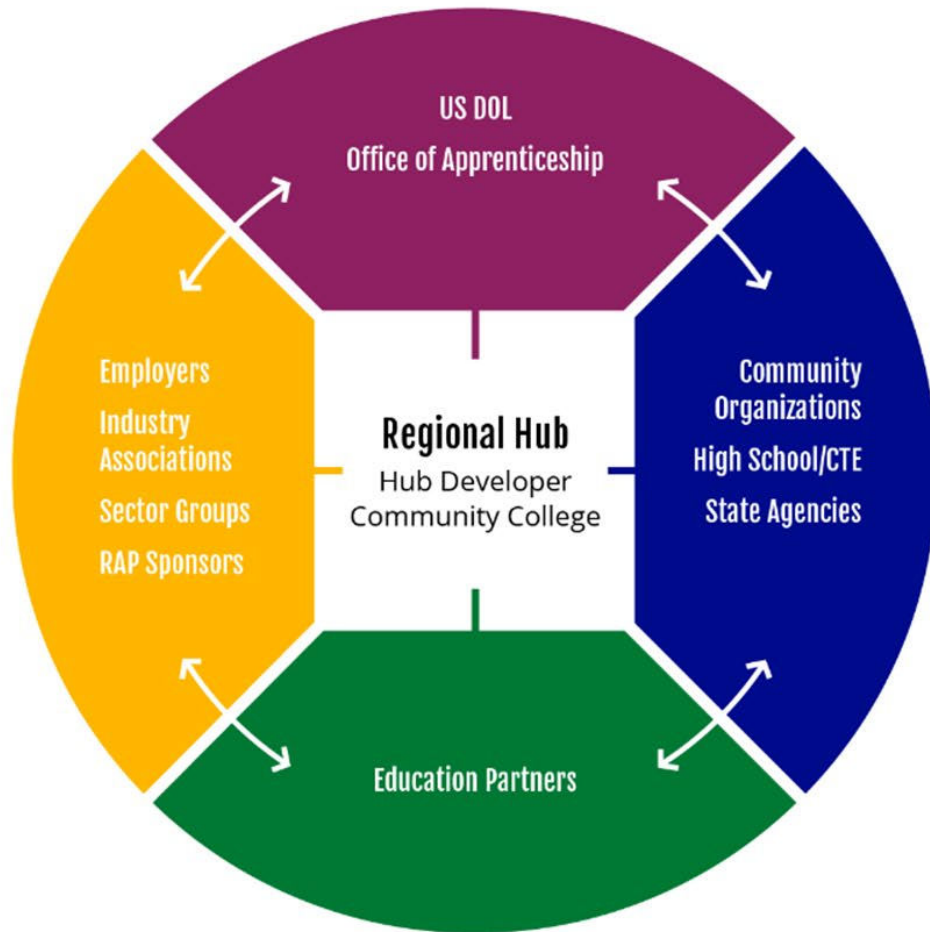 US DOL
Office of Apprenticeship
Employers
Industry
Associations
Sector Groups
RAP Sponsors
Regional Hub
Hub Developer
Community College
Community
Organizations
High School/CTE
State Agencies
Education Partners